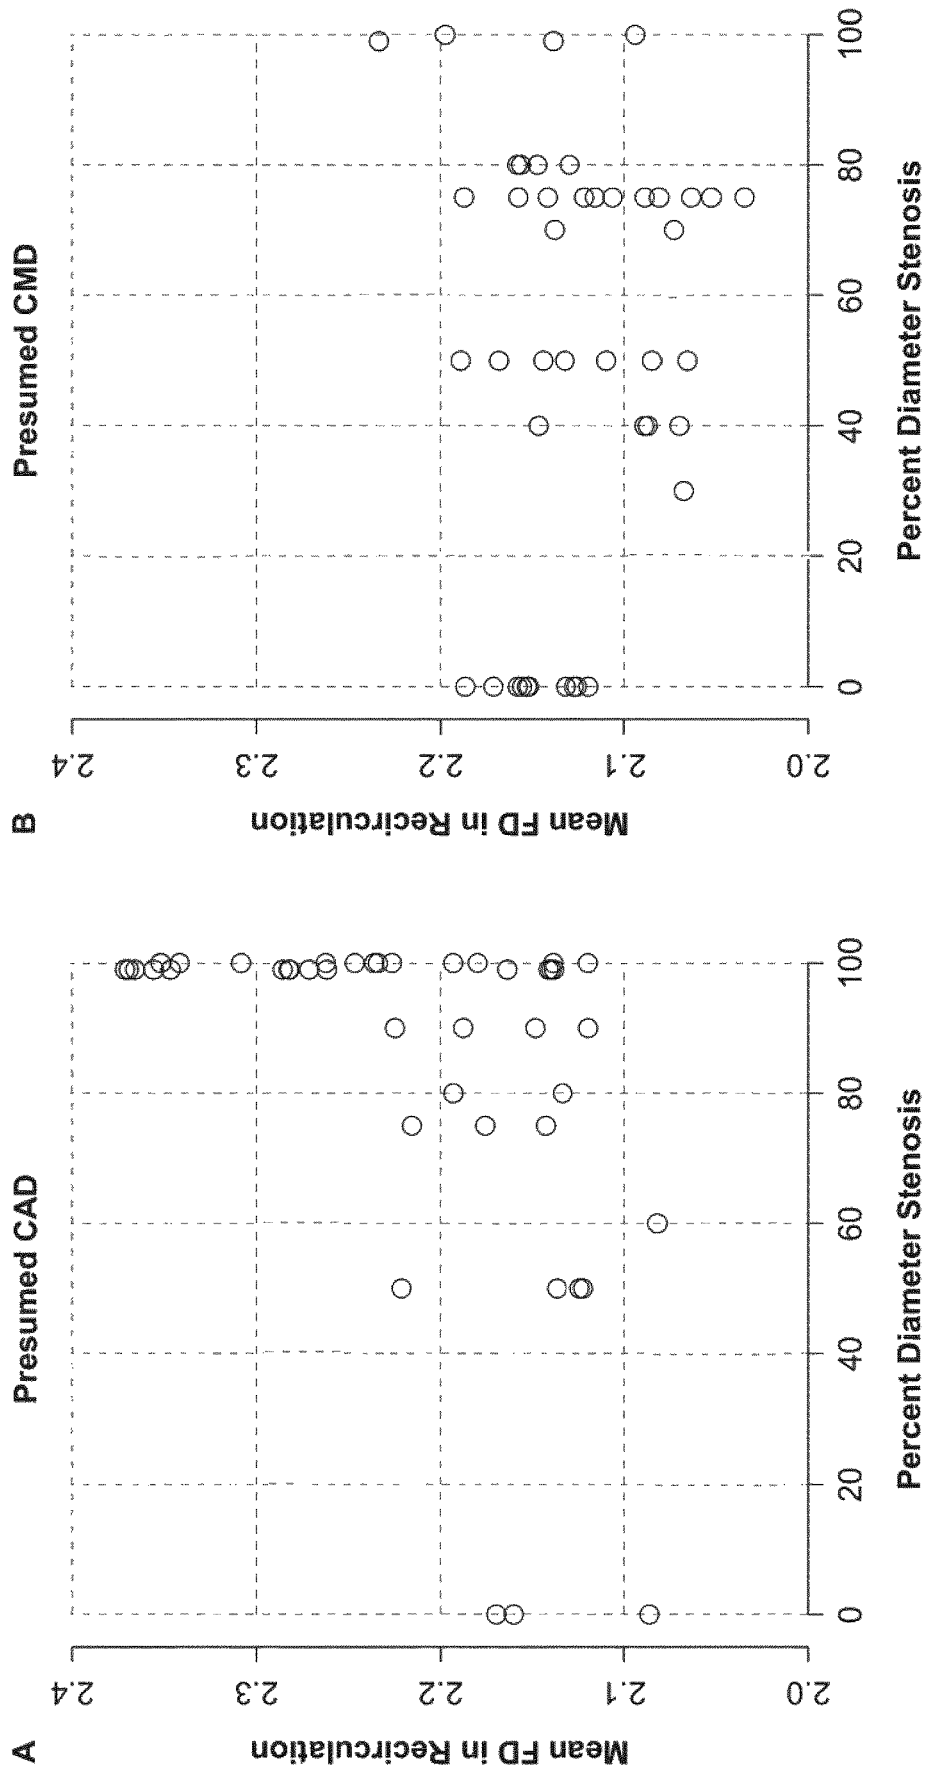 A
Presumed CAD
Mean FD in Recirculation
2.4
2.3
2.2
2.1
2.0
0
20
40
60
80
100
Percent Diameter Stenosis
B
Presumed CMD
Mean FD in Recirculation
2.4
2.3
2.2
2.1
2.0
0
20
40
60
80
100
Percent Diameter Stenosis